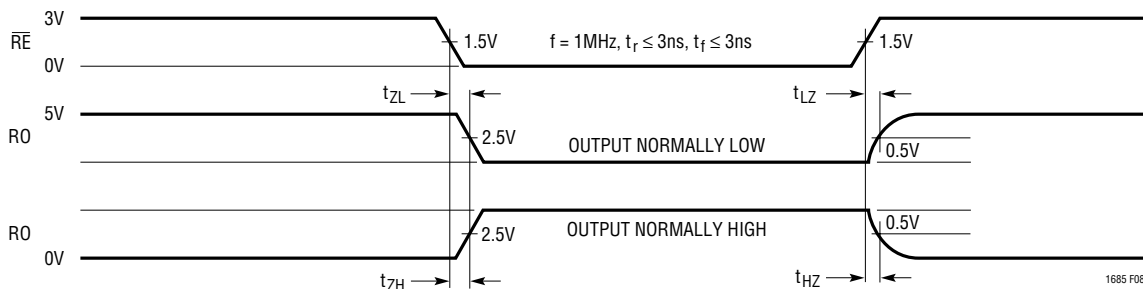 3V
RE
1.5V
f = 1MHz, tr ≤ 3ns, tf ≤ 3ns
1.5V
0V
tZL
tLZ
5V
RO
2.5V
OUTPUT NORMALLY LOW
0.5V
RO
2.5V
OUTPUT NORMALLY HIGH
0.5V
0V
tZH
tHZ
1685 F08